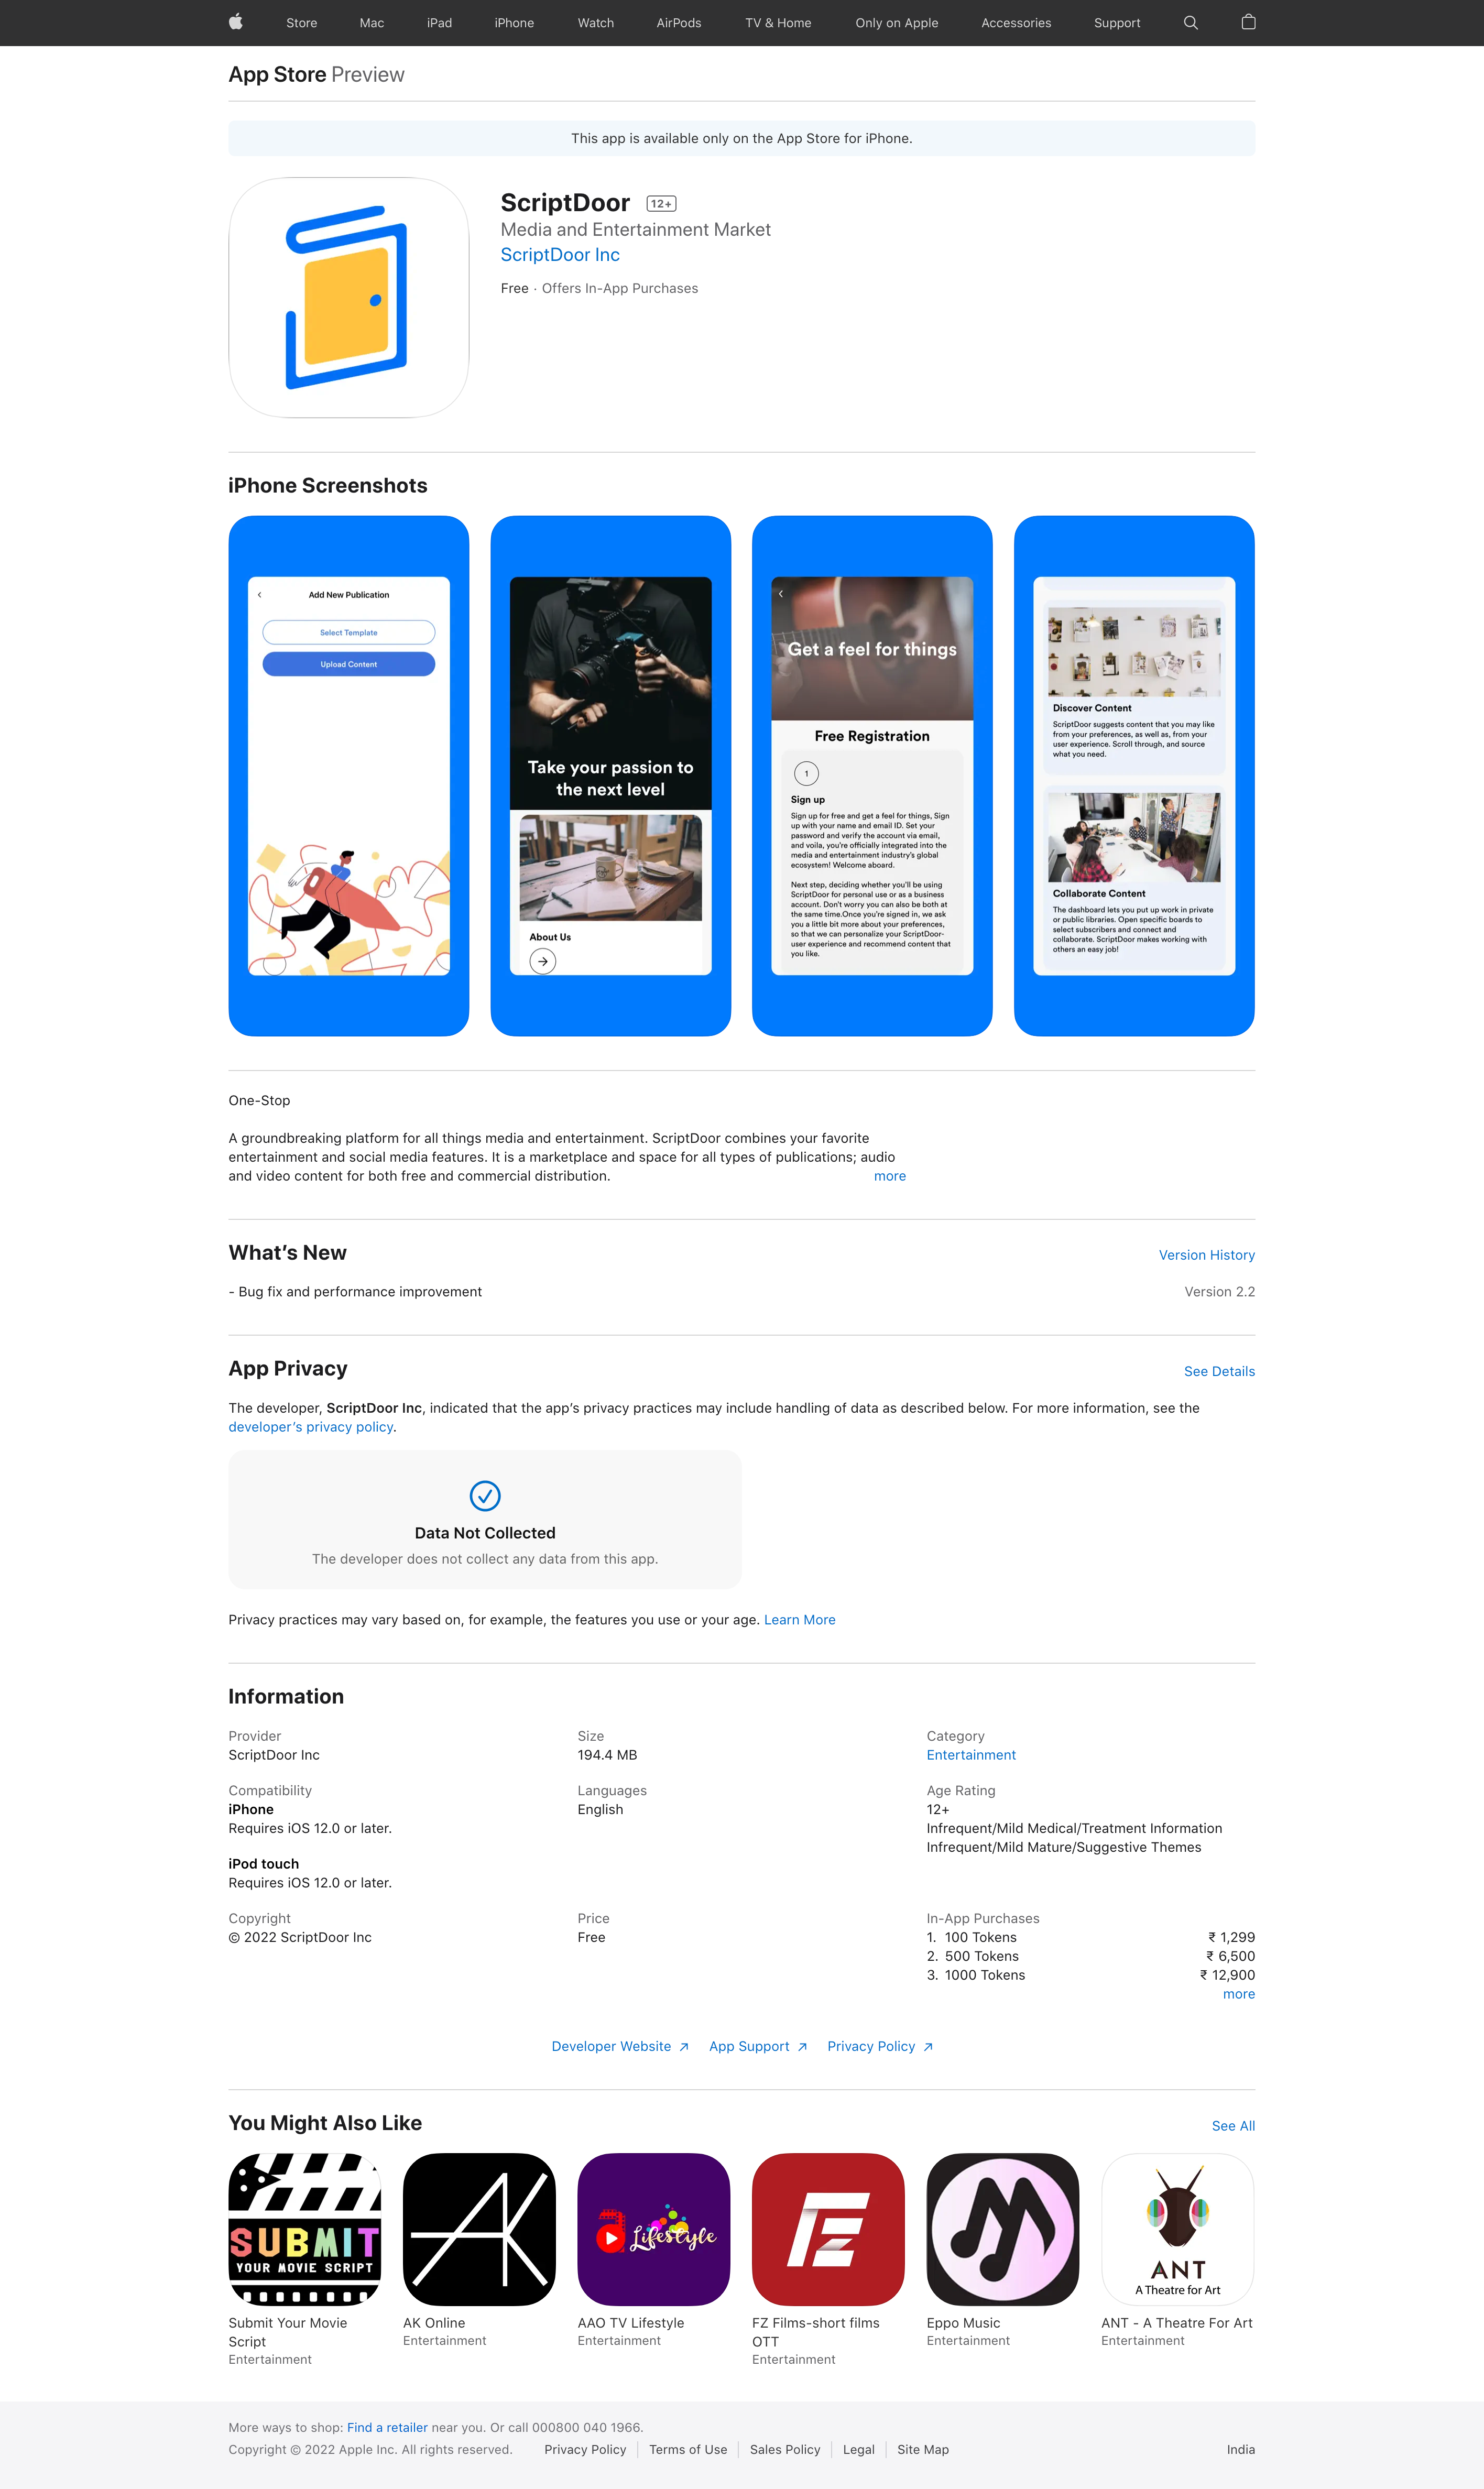 Store Mac iPad iPhone Watch AirPods TV & Home Only on Apple Accessories Support
App Store Preview
This app is available only on the App Store for iPhone.
ScriptDoor 12+
Media and Entertainment Market
ScriptDoor Inc
Free · Offers In-App Purchases
iPhone Screenshots
Add New Publication
Select Template
Upload Content
Take your passion to
the next level
About Us
Get a feel for things
Free Registration
1
Sign up
Sign up for free and get a feel for things, Sign
up with your name and email ID. Set your
password and verify the account via email,
and voila, you're officially integrated into the
media and entertainment industry's global
ecosystem! Welcome aboard.
Next step, deciding whether you'll be using
ScriptDoor for personal use or as a business
account. Don't worry you can also be both at
the same time.Once you're signed in, we ask
you a little bit more about your preferences,
so that we can personalize your ScriptDoor-
user experience and recommend content that
you like.
Discover Content
ScriptDoor suggests content that you may like
from your preferences, as well as, from your
user experience. Scroll through, and source
what you need.
Collaborate Content
The dashboard lets you put up work in private
or public libraries. Open specific boards to
select subscribers and connect and
collaborate. ScriptDoor makes working with
others an easy job!
One-Stop
A groundbreaking platform for all things media and entertainment. ScriptDoor combines your favorite
entertainment and social media features. It is a marketplace and space for all types of publications; audio
and video content for both free and commercial distribution. more
What's New Version History
- Bug fix and performance improvement Version 2.2
App Privacy See Details
The developer, ScriptDoor Inc, indicated that the app's privacy practices may include handling of data as described below. For more information, see the
developer's privacy policy.
Data Not Collected
The developer does not collect any data from this app.
Privacy practices may vary based on, for example, the features you use or your age. Learn More
Information
Provider
ScriptDoor Inc
Size
194.4 MB
Category
Entertainment
Compatibility
iPhone
Requires iOS 12.0 or later.
iPod touch
Requires iOS 12.0 or later.
Languages
English
Age Rating
12+
Infrequent/Mild Medical/Treatment Information
Infrequent/Mild Mature/Suggestive Themes
Copyright
© 2022 ScriptDoor Inc
Price
Free
In-App Purchases
1. 100 Tokens ₹ 1,299
2. 500 Tokens ₹ 6,500
3. 1000 Tokens ₹ 12,900
more
Developer Website App Support Privacy Policy
You Might Also Like See All
SUBMIT
YOUR MOVIE SCRIPT
AK
Lifestyle
FZ
ANT
A Theatre for Art
Submit Your Movie
Script
Entertainment
AK Online
Entertainment
AAO TV Lifestyle
Entertainment
FZ Films-short films
OTT
Entertainment
Eppo Music
Entertainment
ANT - A Theatre For Art
Entertainment
More ways to shop: Find a retailer near you. Or call 000800 040 1966.
Copyright © 2022 Apple Inc. All rights reserved. Privacy Policy Terms of Use Sales Policy Legal Site Map India